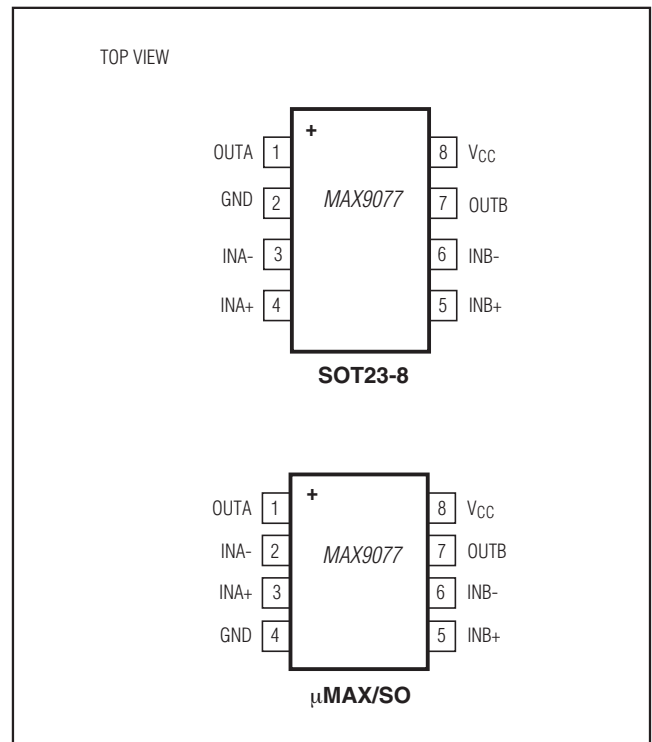 TOP VIEW
+
OUTA 1 8 VCC
GND 2 MAX9077 7 OUTB
INA- 3 6 INB-
INA+ 4 5 INB+
SOT23-8
+
OUTA 1 8 VCC
INA- 2 MAX9077 7 OUTB
INA+ 3 6 INB-
GND 4 5 INB+
μMAX/SO